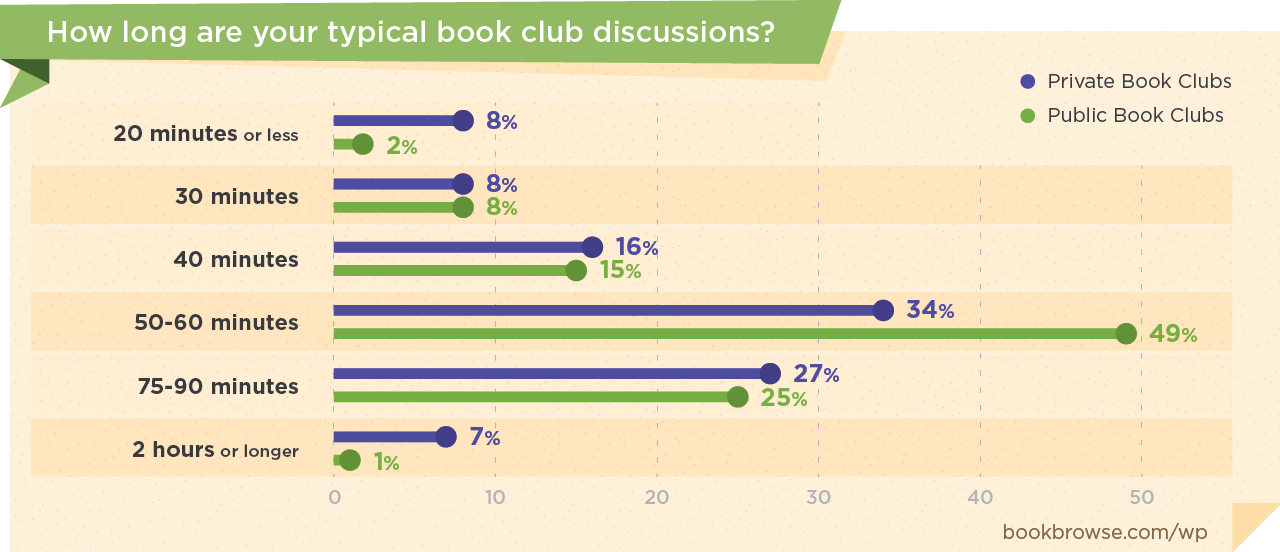 How long are your typical book club discussions?
Private Book Clubs
Public Book Clubs
20 minutes or less
8%
2%
30 minutes
8%
8%
40 minutes
16%
15%
50-60 minutes
34%
49%
75-90 minutes
27%
25%
2 hours or longer
7%
1%
0 10 20 30 40 50
bookbrowse.com/wp